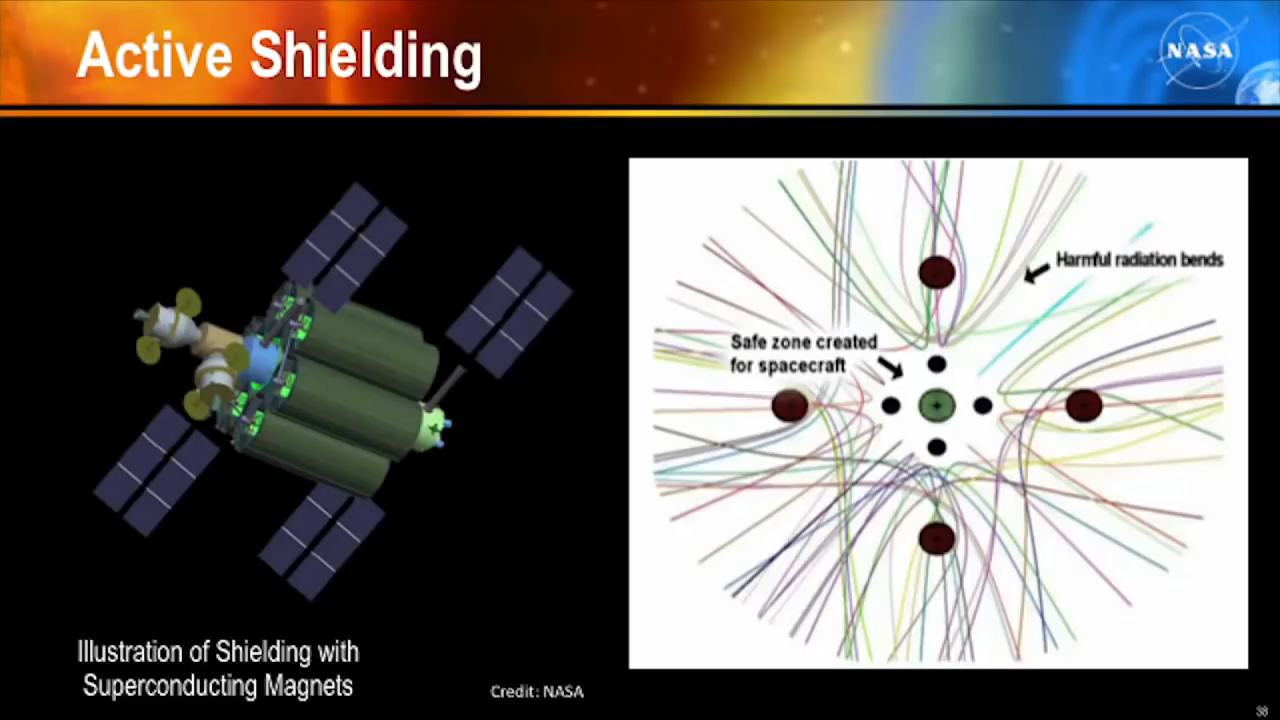 Active Shielding
NASA
Harmful radiation bends
Safe zone created
for spacecraft
Illustration of Shielding with
Superconducting Magnets
Credit: NASA
38